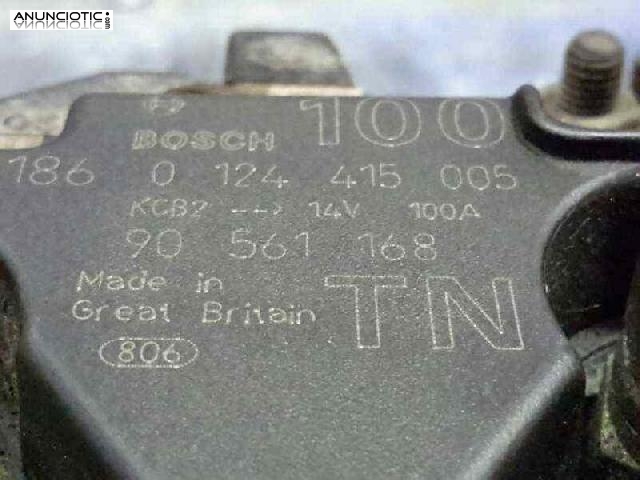 ANUNCIOTIC.com
100
BOSCH
186 0 124 415 005
KCB2 --> 14V 100A
90 561 168
Made in
Great Britain
TN
806